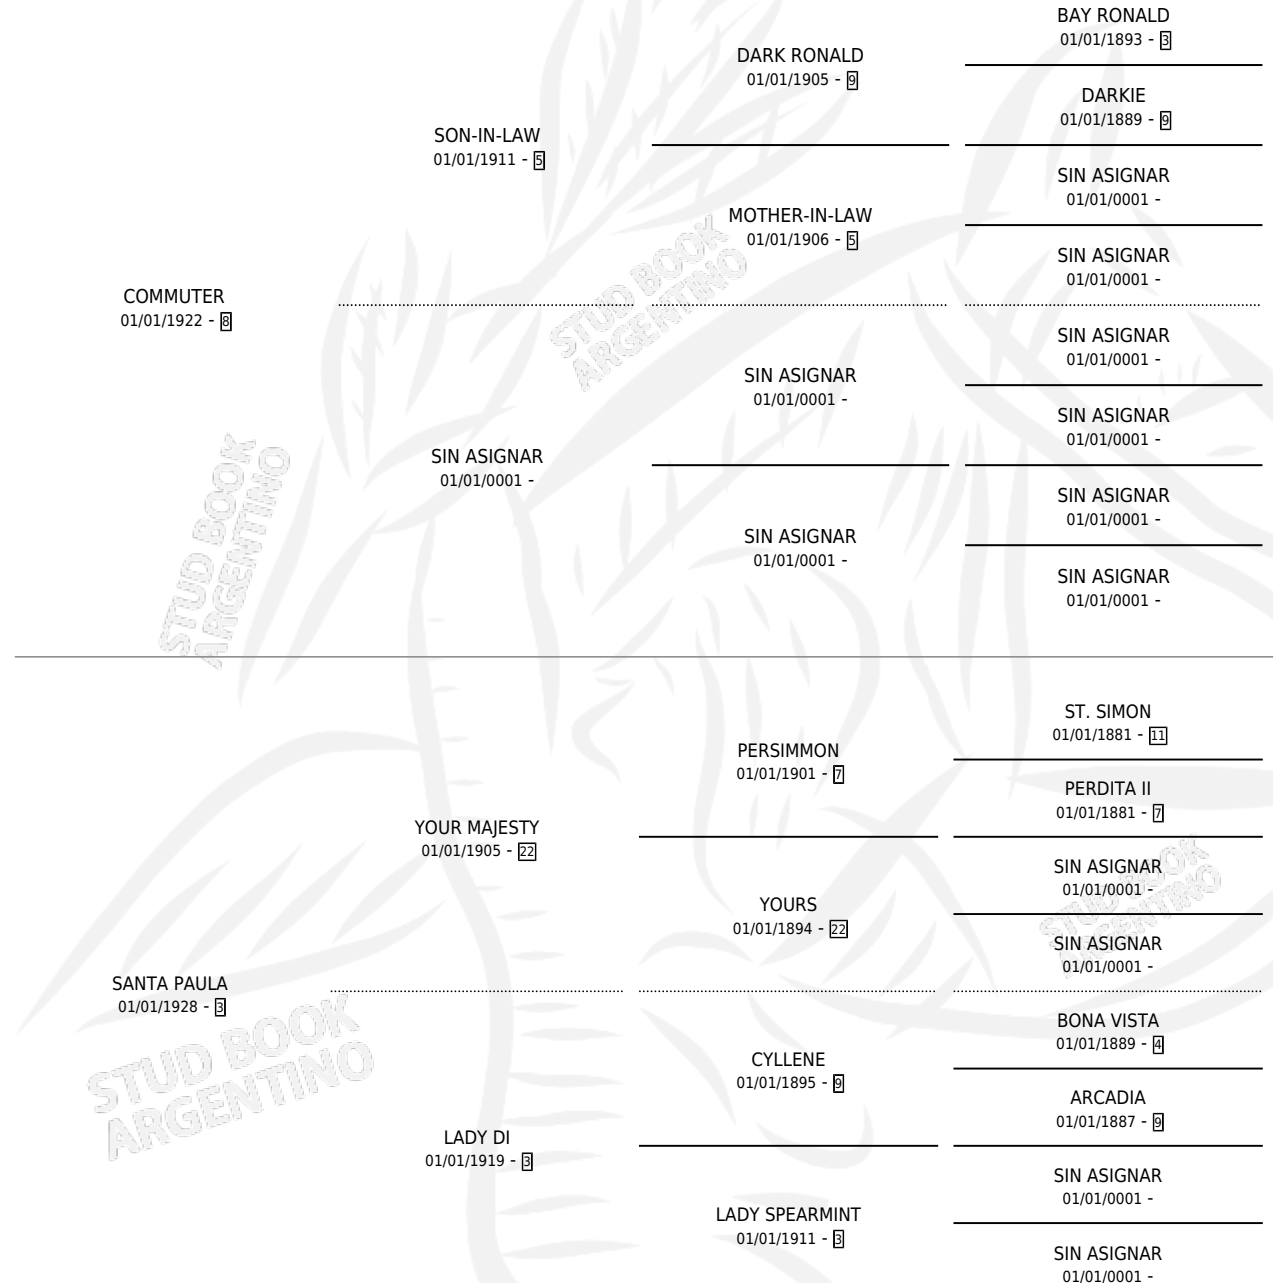 BAY RONALD
01/01/1893 - 3
DARK RONALD
01/01/1905 - 9
DARKIE
01/01/1889 - 9
SON-IN-LAW
01/01/1911 - 5
SIN ASIGNAR
01/01/0001 -
MOTHER-IN-LAW
01/01/1906 - 5
SIN ASIGNAR
01/01/0001 -
COMMUTER
01/01/1922 - 8
SIN ASIGNAR
01/01/0001 -
SIN ASIGNAR
01/01/0001 -
SIN ASIGNAR
01/01/0001 -
SIN ASIGNAR
01/01/0001 -
SIN ASIGNAR
01/01/0001 -
SIN ASIGNAR
01/01/0001 -
SIN ASIGNAR
01/01/0001 -
STUD BOOK
ARGENTINO
STUD BOOK
ARGENTINO
ST. SIMON
01/01/1881 - 11
PERSIMMON
01/01/1901 - 7
PERDITA II
01/01/1881 - 7
YOUR MAJESTY
01/01/1905 - 22
SIN ASIGNAR
01/01/0001 -
YOURS
01/01/1894 - 22
SIN ASIGNAR
01/01/0001 -
STUD BOOK
ARGENTINO
SANTA PAULA
01/01/1928 - 3
BONA VISTA
01/01/1889 - 4
CYLLENE
01/01/1895 - 9
ARCADIA
01/01/1887 - 9
STUD BOOK
ARGENTINO
LADY DI
01/01/1919 - 3
SIN ASIGNAR
01/01/0001 -
LADY SPEARMINT
01/01/1911 - 3
SIN ASIGNAR
01/01/0001 -